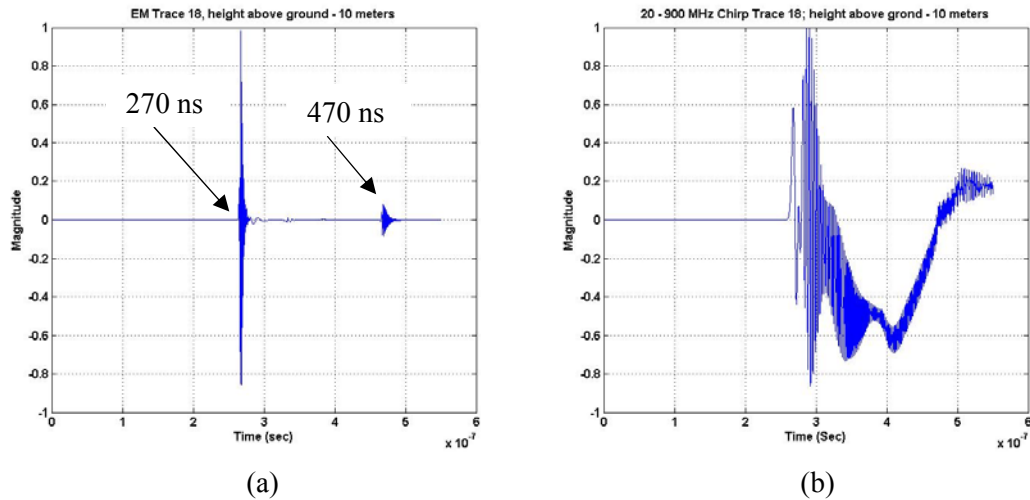 EM Trace 18, height above ground - 10 meters
1
0.8
0.6
0.4
0.2
0
-0.2
-0.4
-0.6
-0.8
-1
Magnitude
270 ns
470 ns
0 1 2 3 4 5 6
Time (sec)
x 10^-7
(a)
20 - 900 MHz Chirp Trace 18; height above grond - 10 meters
1
0.8
0.6
0.4
0.2
0
-0.2
-0.4
-0.6
-0.8
-1
Magnitude
0 1 2 3 4 5 6
Time (Sec)
x 10^-7
(b)